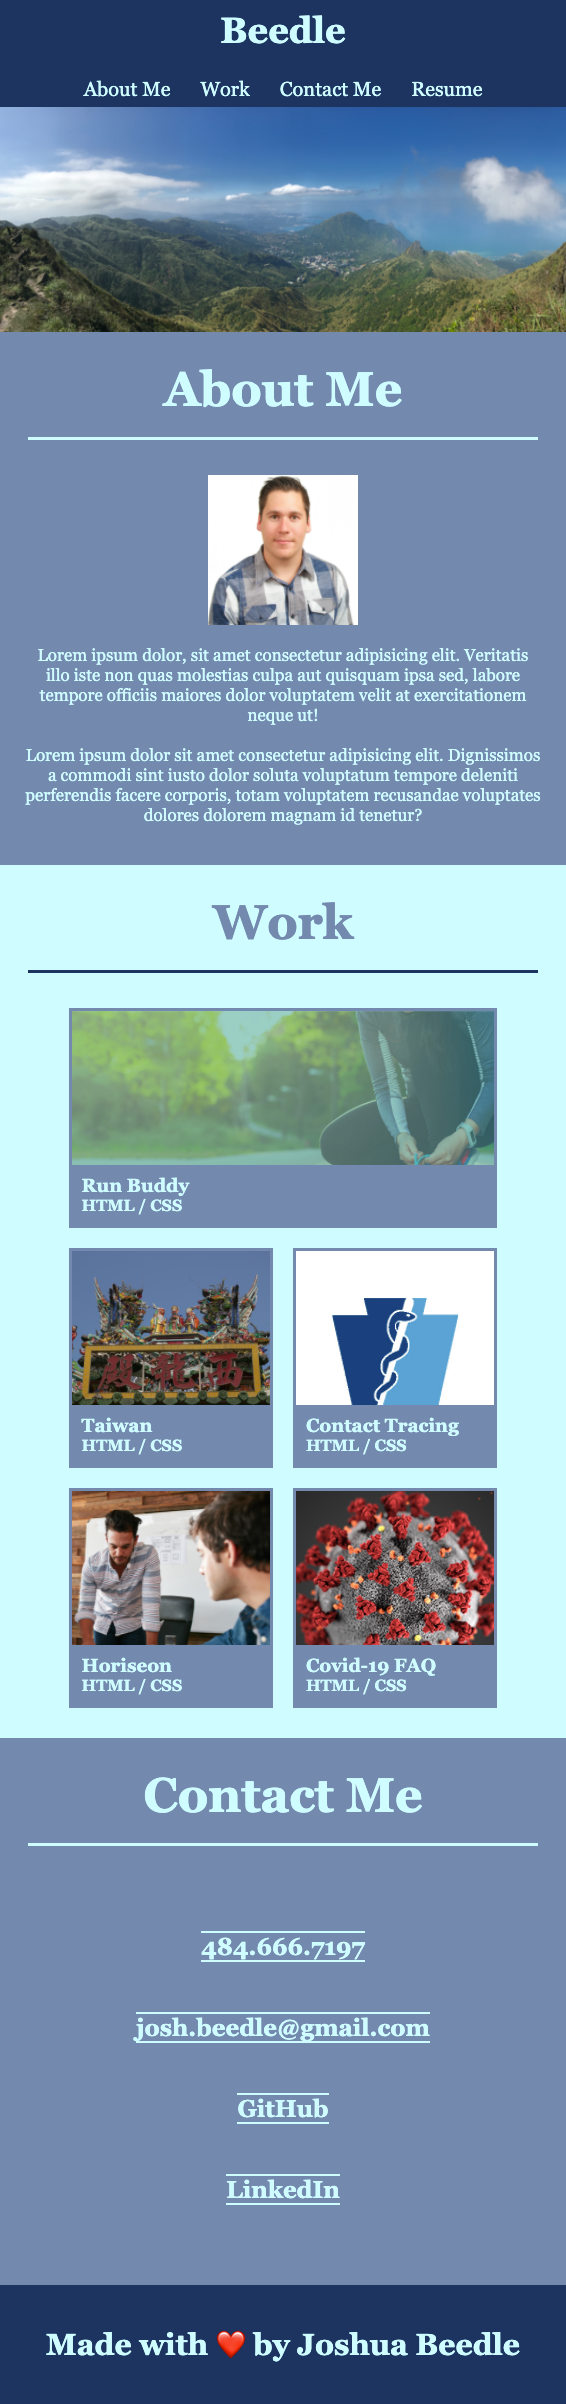 Beedle
About Me Work Contact Me Resume
About Me
Lorem ipsum dolor, sit amet consectetur adipisicing elit. Veritatis
illo iste non quas molestias culpa aut quisquam ipsa sed, labore
tempore officiis maiores dolor voluptatem velit at exercitationem
neque ut!
Lorem ipsum dolor sit amet consectetur adipisicing elit. Dignissimos
a commodi sint iusto dolor soluta voluptatum tempore deleniti
perferendis facere corporis, totam voluptatem recusandae voluptates
dolores dolorem magnam id tenetur?
Work
Run Buddy
HTML / CSS
殿龍西
Taiwan
HTML / CSS
Contact Tracing
HTML / CSS
Horiseon
HTML / CSS
Covid-19 FAQ
HTML / CSS
Contact Me
484.666.7197
josh.beedle@gmail.com
GitHub
LinkedIn
Made with ❤️ by Joshua Beedle